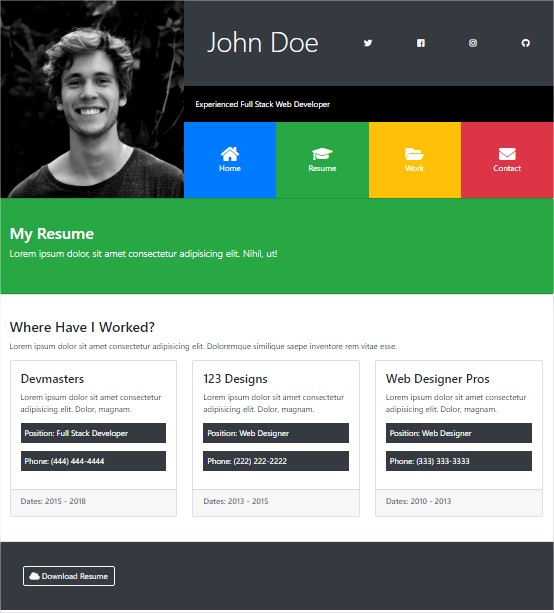 John Doe
Experienced Full Stack Web Developer
Home
Resume
Work
Contact
My Resume
Lorem ipsum dolor, sit amet consectetur adipisicing elit. Nihil, ut!
Where Have I Worked?
Lorem ipsum dolor sit amet consectetur adipisicing elit. Doloremque similique saepe inventore rem vitae esse.
Devmasters
Lorem ipsum dolor sit amet consectetur
adipisicing elit. Dolor, magnam.
Position: Full Stack Developer
Phone: (444) 444-4444
Dates: 2015 - 2018
123 Designs
Lorem ipsum dolor sit amet consectetur
adipisicing elit. Dolor, magnam.
Position: Web Designer
Phone: (222) 222-2222
Dates: 2013 - 2015
Web Designer Pros
Lorem ipsum dolor sit amet consectetur
adipisicing elit. Dolor, magnam.
Position: Web Designer
Phone: (333) 333-3333
Dates: 2010 - 2013
Download Resume